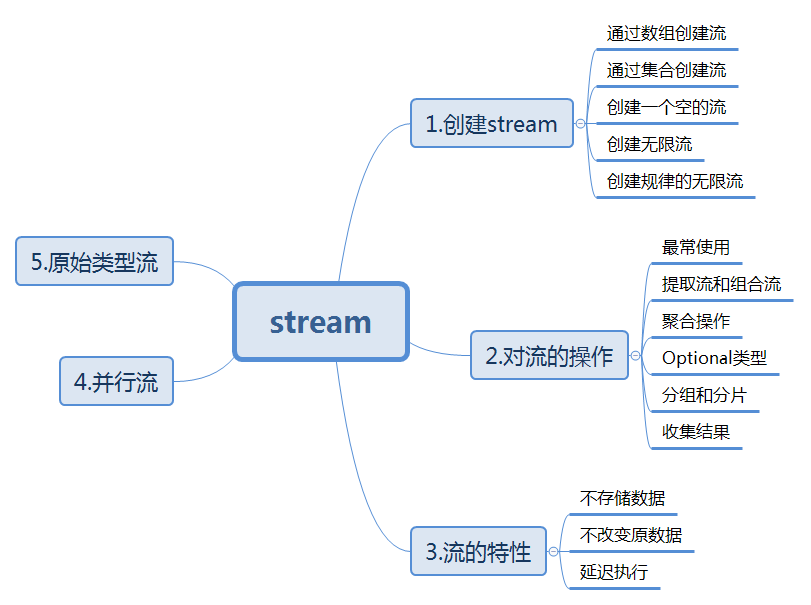 stream
1.创建stream
通过数组创建流
通过集合创建流
创建一个空的流
创建无限流
创建规律的无限流
2.对流的操作
最常使用
提取流和组合流
聚合操作
Optional类型
分组和分片
收集结果
3.流的特性
不存储数据
不改变原数据
延迟执行
4.并行流
5.原始类型流